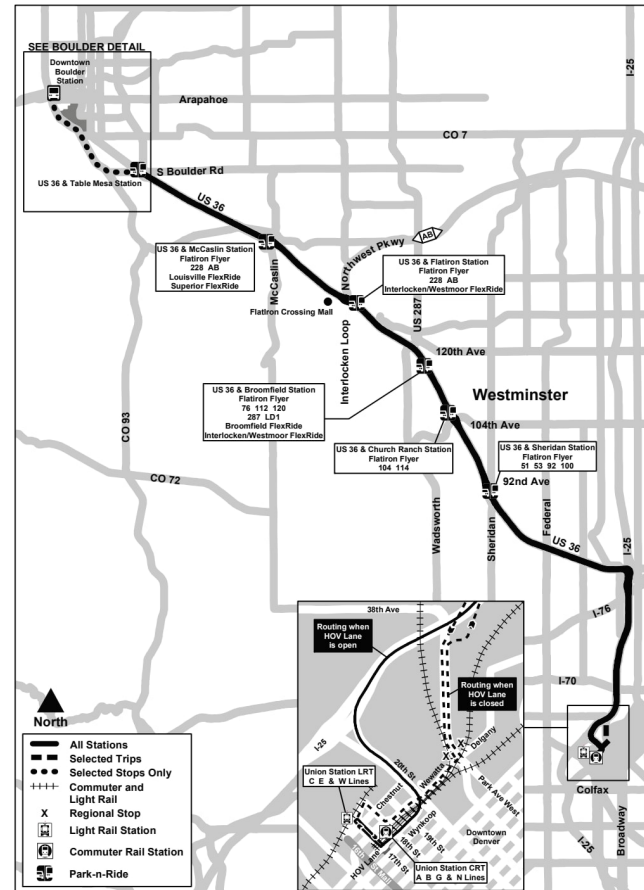 SEE BOULDER DETAIL
Downtown
Boulder
Station
I-25
Arapahoe
CO 7
S Boulder Rd
US 36 & Table Mesa Station
US 36
Northwest Pkwy
AB
US 36 & McCaslin Station
Flatiron Flyer
228 AB
Louisville FlexRide
Superior FlexRide
McCaslin
US 36 & Flatiron Station
Flatiron Flyer
228 AB
Interlocken/Westmoor FlexRide
US 287
FlatIron Crossing Mall
Interlocken Loop
120th Ave
US 36 & Broomfield Station
Flatiron Flyer
76 112 120
287 LD1
Broomfield FlexRide
Interlocken/Westmoor FlexRide
Westminster
104th Ave
CO 93
US 36 & Church Ranch Station
Flatiron Flyer
104 114
US 36 & Sheridan Station
Flatiron Flyer
51 53 92 100
CO 72
92nd Ave
Wadsworth
Sheridan
Federal
US 36
I-25
I-76
I-70
38th Ave
Routing when
HOV Lane
is open
Routing when
HOV Lane
is closed
I-25
20th St
Delgany
Wewatta
Chestnut
Park Ave West
Union Station LRT
C E & W Lines
Wynkoop
19th St
18th St
17th St
16th St Mall
HOV Lane
Downtown
Denver
Union Station CRT
A B G & N Lines
Colfax
Broadway
I-25
North
All Stations
Selected Trips
Selected Stops Only
Commuter and
Light Rail
X Regional Stop
Light Rail Station
Commuter Rail Station
Park-n-Ride